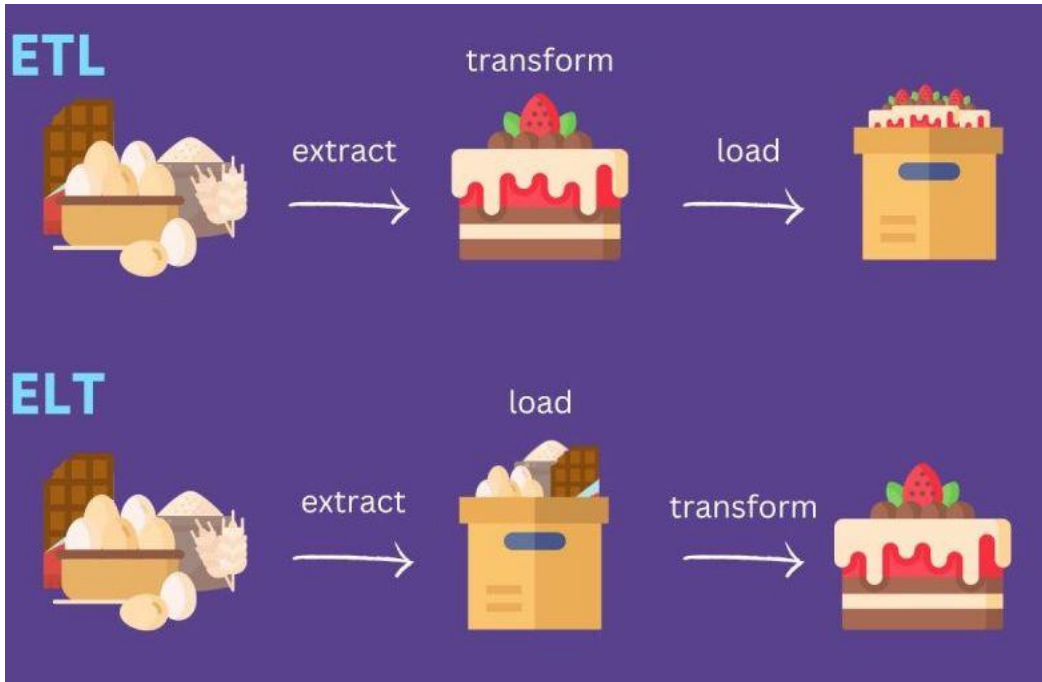 ETL
transform
extract
load
ELT
load
extract
transform